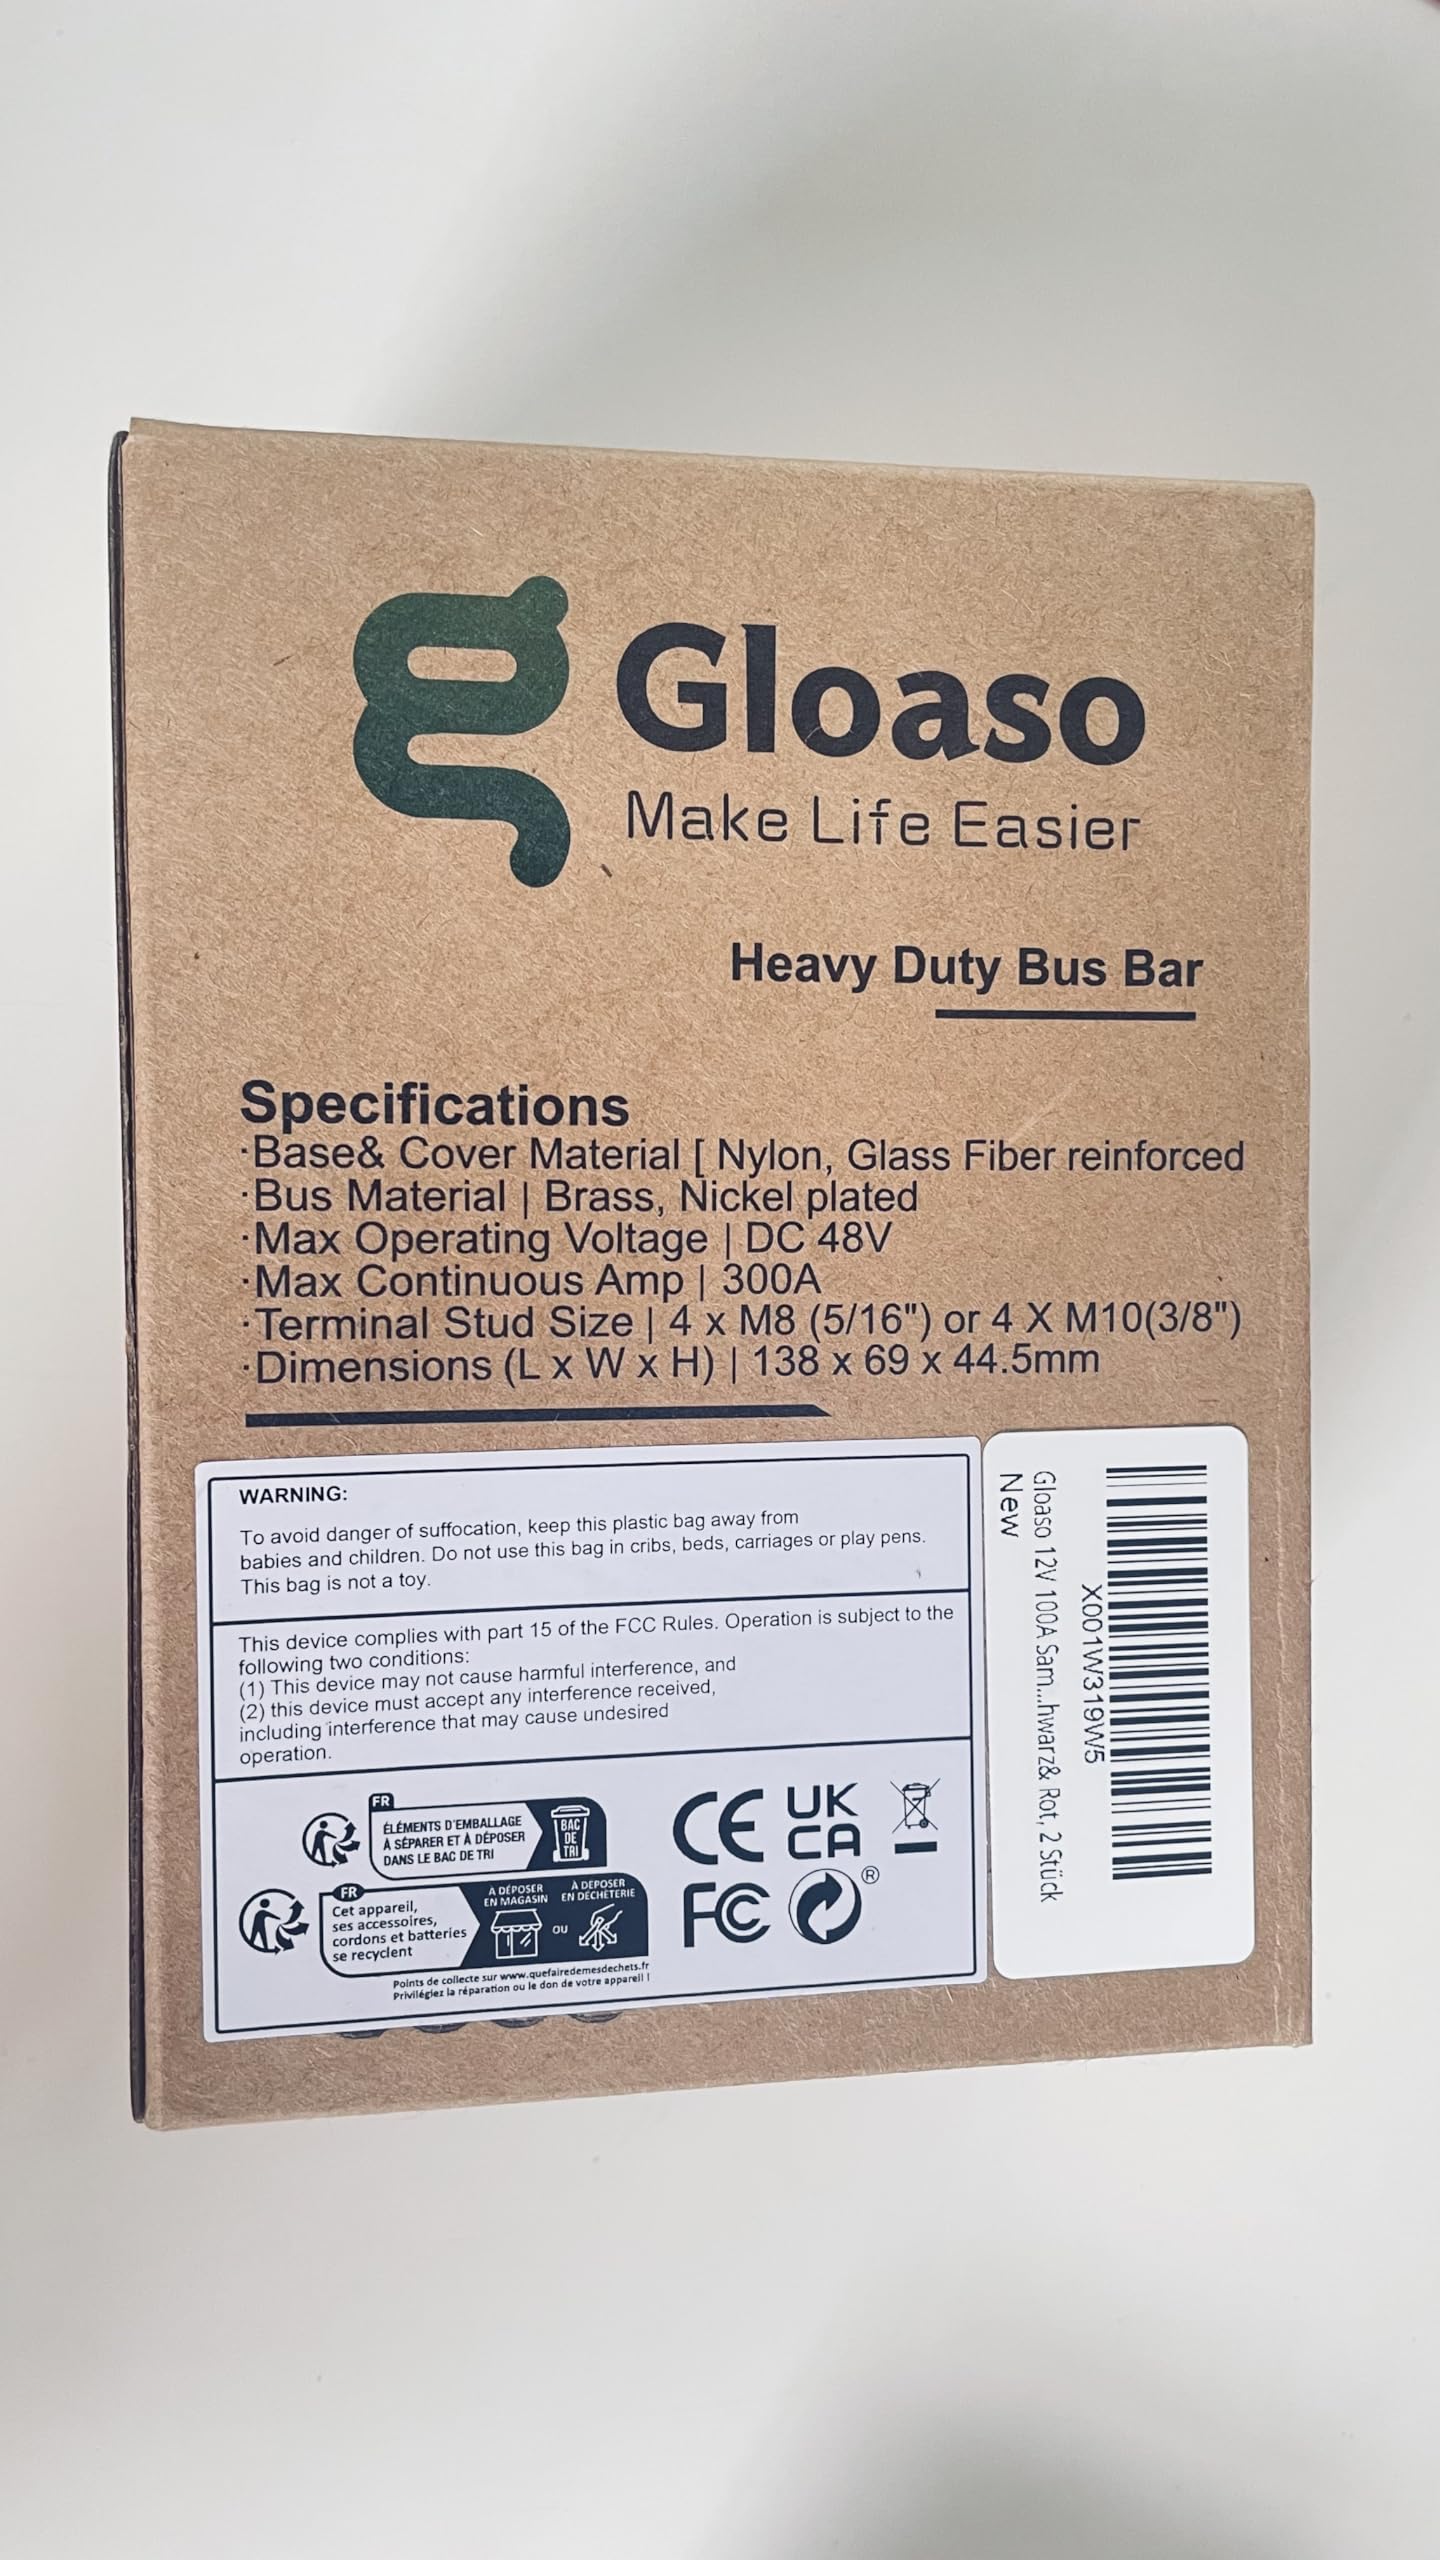 Gloaso
Make Life Easier
Heavy Duty Bus Bar
Specifications
·Base& Cover Material [ Nylon, Glass Fiber reinforced
·Bus Material | Brass, Nickel plated
·Max Operating Voltage | DC 48V
·Max Continuous Amp | 300A
·Terminal Stud Size | 4 x M8 (5/16") or 4 X M10(3/8")
·Dimensions (L x W x H) | 138 x 69 x 44.5mm
WARNING:
To avoid danger of suffocation, keep this plastic bag away from
babies and children. Do not use this bag in cribs, beds, carriages or play pens.
This bag is not a toy.
This device complies with part 15 of the FCC Rules. Operation is subject to the
following two conditions:
(1) This device may not cause harmful interference, and
(2) this device must accept any interference received,
including interference that may cause undesired
operation.
FR
ÉLÉMENTS D'EMBALLAGE
À SÉPARER ET À DÉPOSER
DANS LE BAC DE TRI
BAC
DE
TRI
FR
Cet appareil,
ses accessoires,
cordons et batteries
se recyclent
À DÉPOSER
EN MAGASIN
OU
À DÉPOSER
EN DÉCHÈTERIE
Points de collecte sur www.quefairedemesdechets.fr
Privilégiez la réparation ou le don de votre appareil !
CE
UK
CA
FC
®
X001W319W5
Gloaso 12V 100A Sam...hwarz& Rot, 2 Stück
New